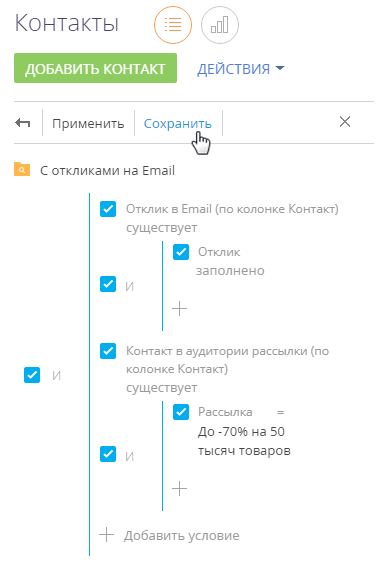 Контакты
ДОБАВИТЬ КОНТАКТ
ДЕЙСТВИЯ
Применить
Сохранить
С откликами на Email
Отклик в Email (по колонке Контакт)
существует
Отклик
заполнено
И
Контакт в аудитории рассылки (по
колонке Контакт)
существует
И
Рассылка =
До -70% на 50
тысяч товаров
И
Добавить условие